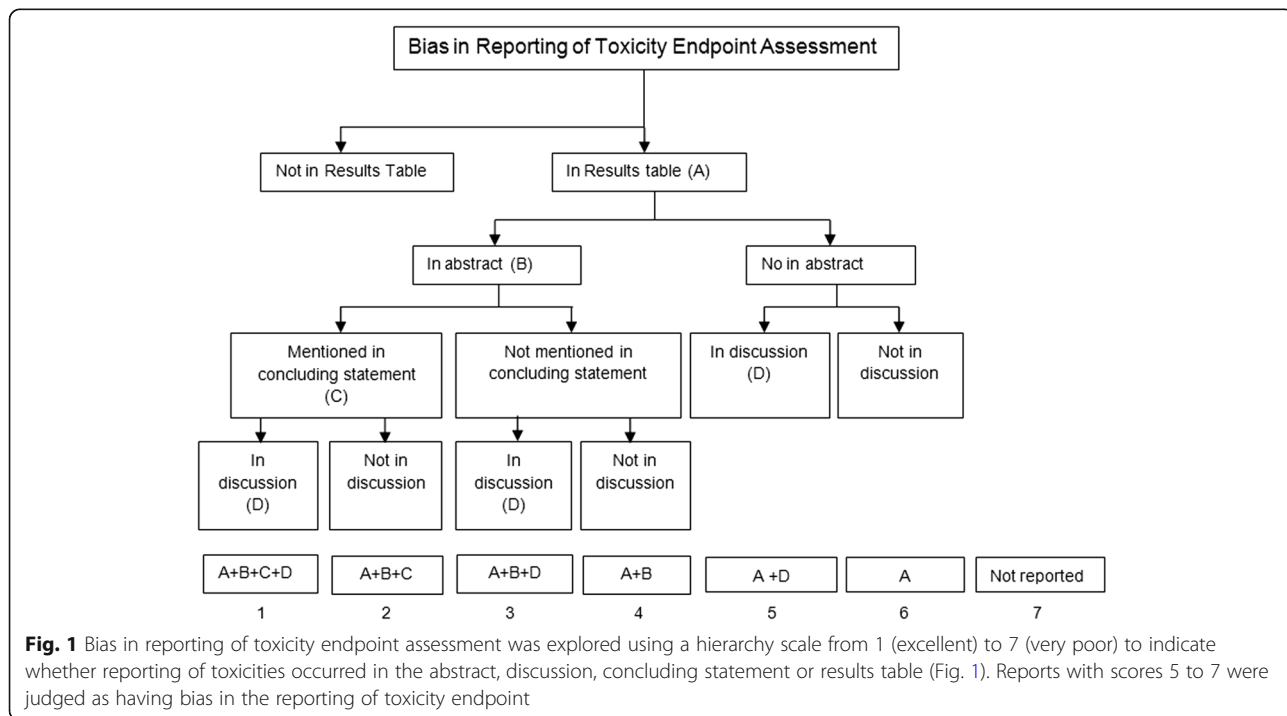 Bias in Reporting of Toxicity Endpoint Assessment
Not in Results Table
In Results table (A)
In abstract (B)
No in abstract
Mentioned in
concluding statement
(C)
Not mentioned in
concluding statement
In discussion
(D)
Not in
discussion
In
discussion
(D)
Not in
discussion
In
discussion
(D)
Not in
discussion
A+B+C+D
A+B+C
A+B+D
A+B
A +D
A
Not reported
1
2
3
4
5
6
7
Fig. 1 Bias in reporting of toxicity endpoint assessment was explored using a hierarchy scale from 1 (excellent) to 7 (very poor) to indicate
whether reporting of toxicities occurred in the abstract, discussion, concluding statement or results table (Fig. 1). Reports with scores 5 to 7 were
judged as having bias in the reporting of toxicity endpoint